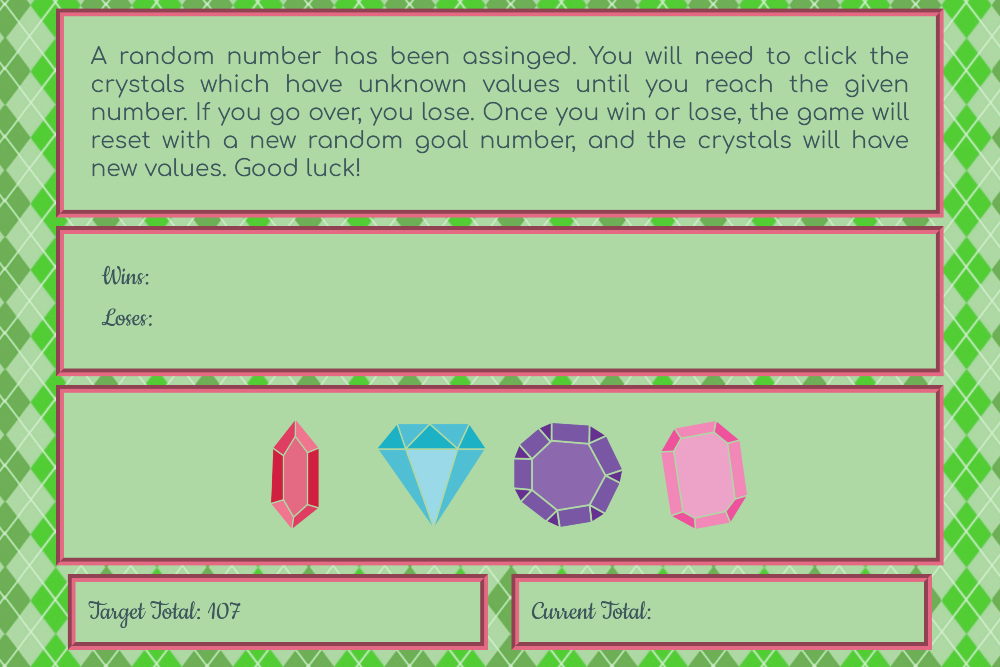 A random number has been assinged. You will need to click the
crystals which have unknown values until you reach the given
number. If you go over, you lose. Once you win or lose, the game will
reset with a new random goal number, and the crystals will have
new values. Good luck!
Wins:
Loses:
Target Total: 107
Current Total: